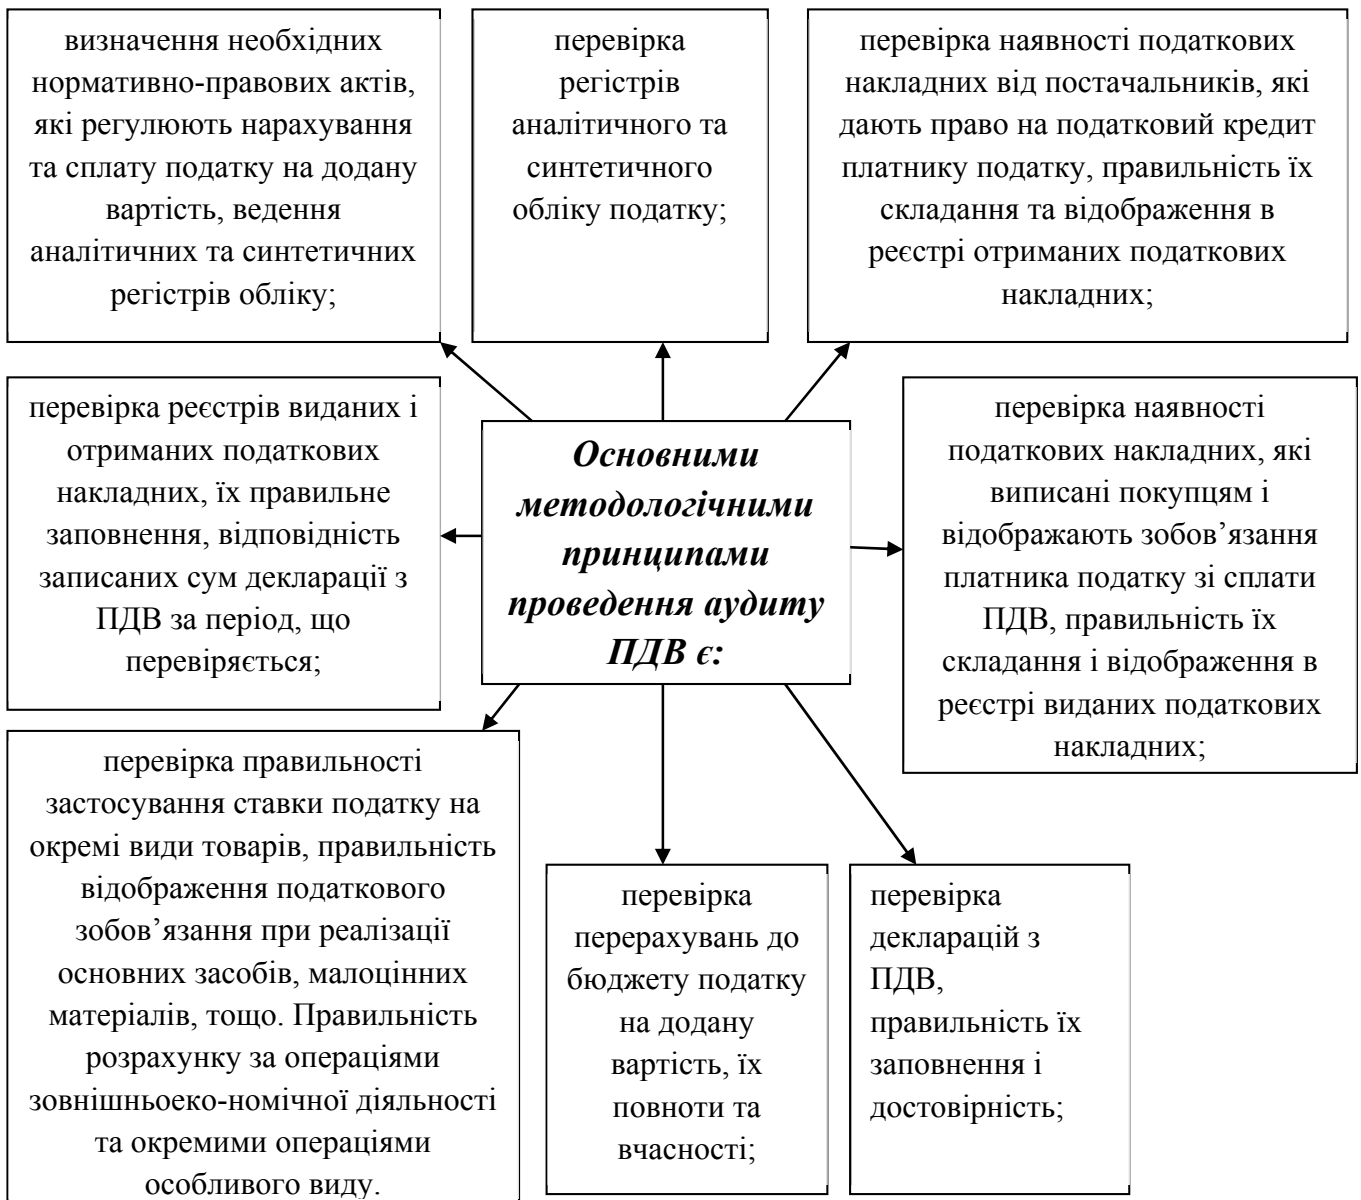 визначення необхідних
нормативно-правових актів,
які регулюють нарахування
та сплату податку на додану
вартість, ведення
аналітичних та синтетичних
регістрів обліку;
перевірка
регістрів
аналітичного та
синтетичного
обліку податку;
перевірка наявності податкових
накладних від постачальників, які
дають право на податковий кредит
платнику податку, правильність їх
складання та відображення в
реєстрі отриманих податкових
накладних;
перевірка реєстрів виданих і
отриманих податкових
накладних, їх правильне
заповнення, відповідність
записаних сум декларації з
ПДВ за період, що
перевіряється;
Основними
методологічними
принципами
проведення аудиту
ПДВ є:
перевірка наявності
податкових накладних, які
виписані покупцям і
відображають зобов’язання
платника податку зі сплати
ПДВ, правильність їх
складання і відображення в
реєстрі виданих податкових
накладних;
перевірка правильності
застосування ставки податку на
окремі види товарів, правильність
відображення податкового
зобов’язання при реалізації
основних засобів, малоцінних
матеріалів, тощо. Правильність
розрахунку за операціями
зовнішньоеко-номічної діяльності
та окремими операціями
особливого виду.
перевірка
перерахувань до
бюджету податку
на додану
вартість, їх
повноти та
вчасності;
перевірка
декларацій з
ПДВ,
правильність їх
заповнення і
достовірність;